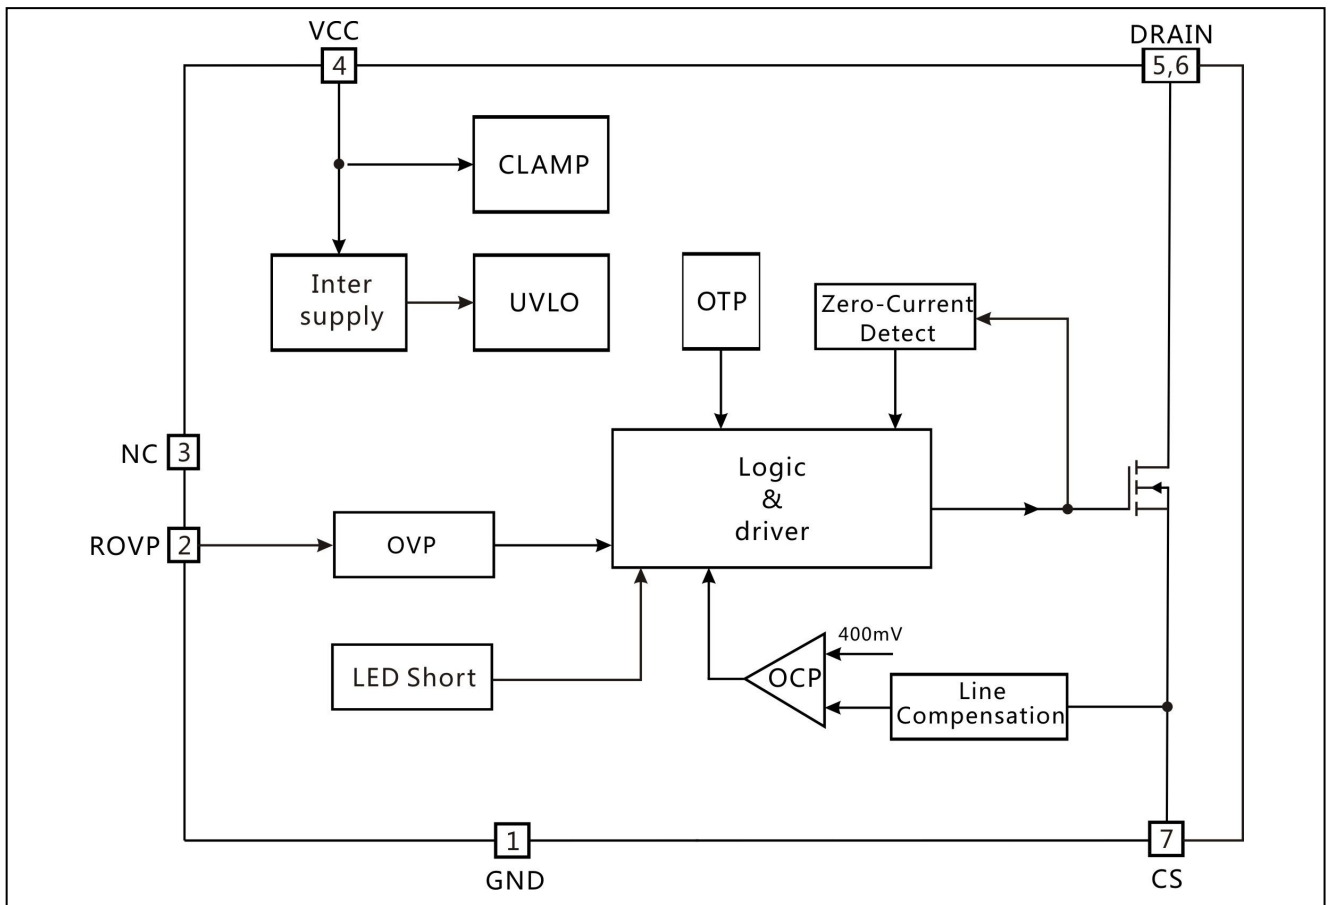 VCC
4
DRAIN
5,6
CLAMP
Inter
supply
UVLO
OTP
Zero-Current
Detect
NC
3
Logic
&
driver
ROVP
2
OVP
400mV
LED Short
OCP
Line
Compensation
1
GND
7
CS